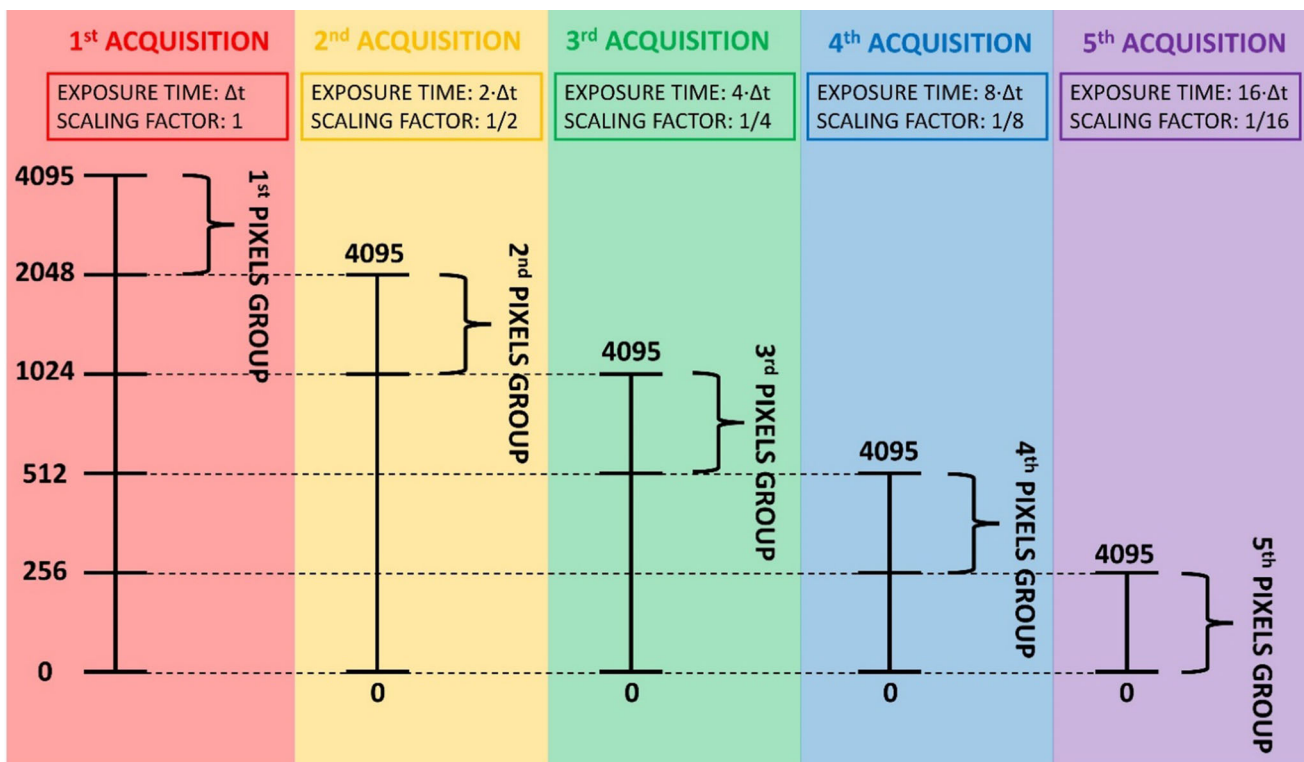 1st ACQUISITION
EXPOSURE TIME: Δt
SCALING FACTOR: 1
2nd ACQUISITION
EXPOSURE TIME: 2·Δt
SCALING FACTOR: 1/2
3rd ACQUISITION
EXPOSURE TIME: 4·Δt
SCALING FACTOR: 1/4
4th ACQUISITION
EXPOSURE TIME: 8·Δt
SCALING FACTOR: 1/8
5th ACQUISITION
EXPOSURE TIME: 16·Δt
SCALING FACTOR: 1/16
4095
2048
1024
512
256
0
1st PIXELS GROUP
4095
0
2nd PIXELS GROUP
4095
0
3rd PIXELS GROUP
4095
0
4th PIXELS GROUP
4095
0
5th PIXELS GROUP